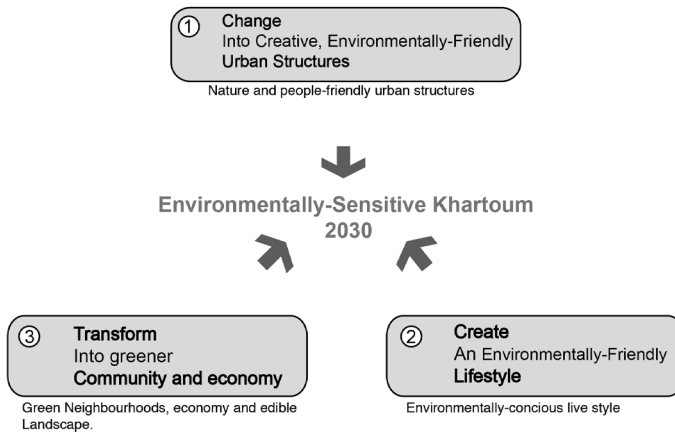 ① Change
Into Creative, Environmentally-Friendly
Urban Structures
Nature and people-friendly urban structures
Environmentally-Sensitive Khartoum
2030
③ Transform
Into greener
Community and economy
Green Neighbourhoods, economy and edible
Landscape.
② Create
An Environmentally-Friendly
Lifestyle
Environmentally-concious live style